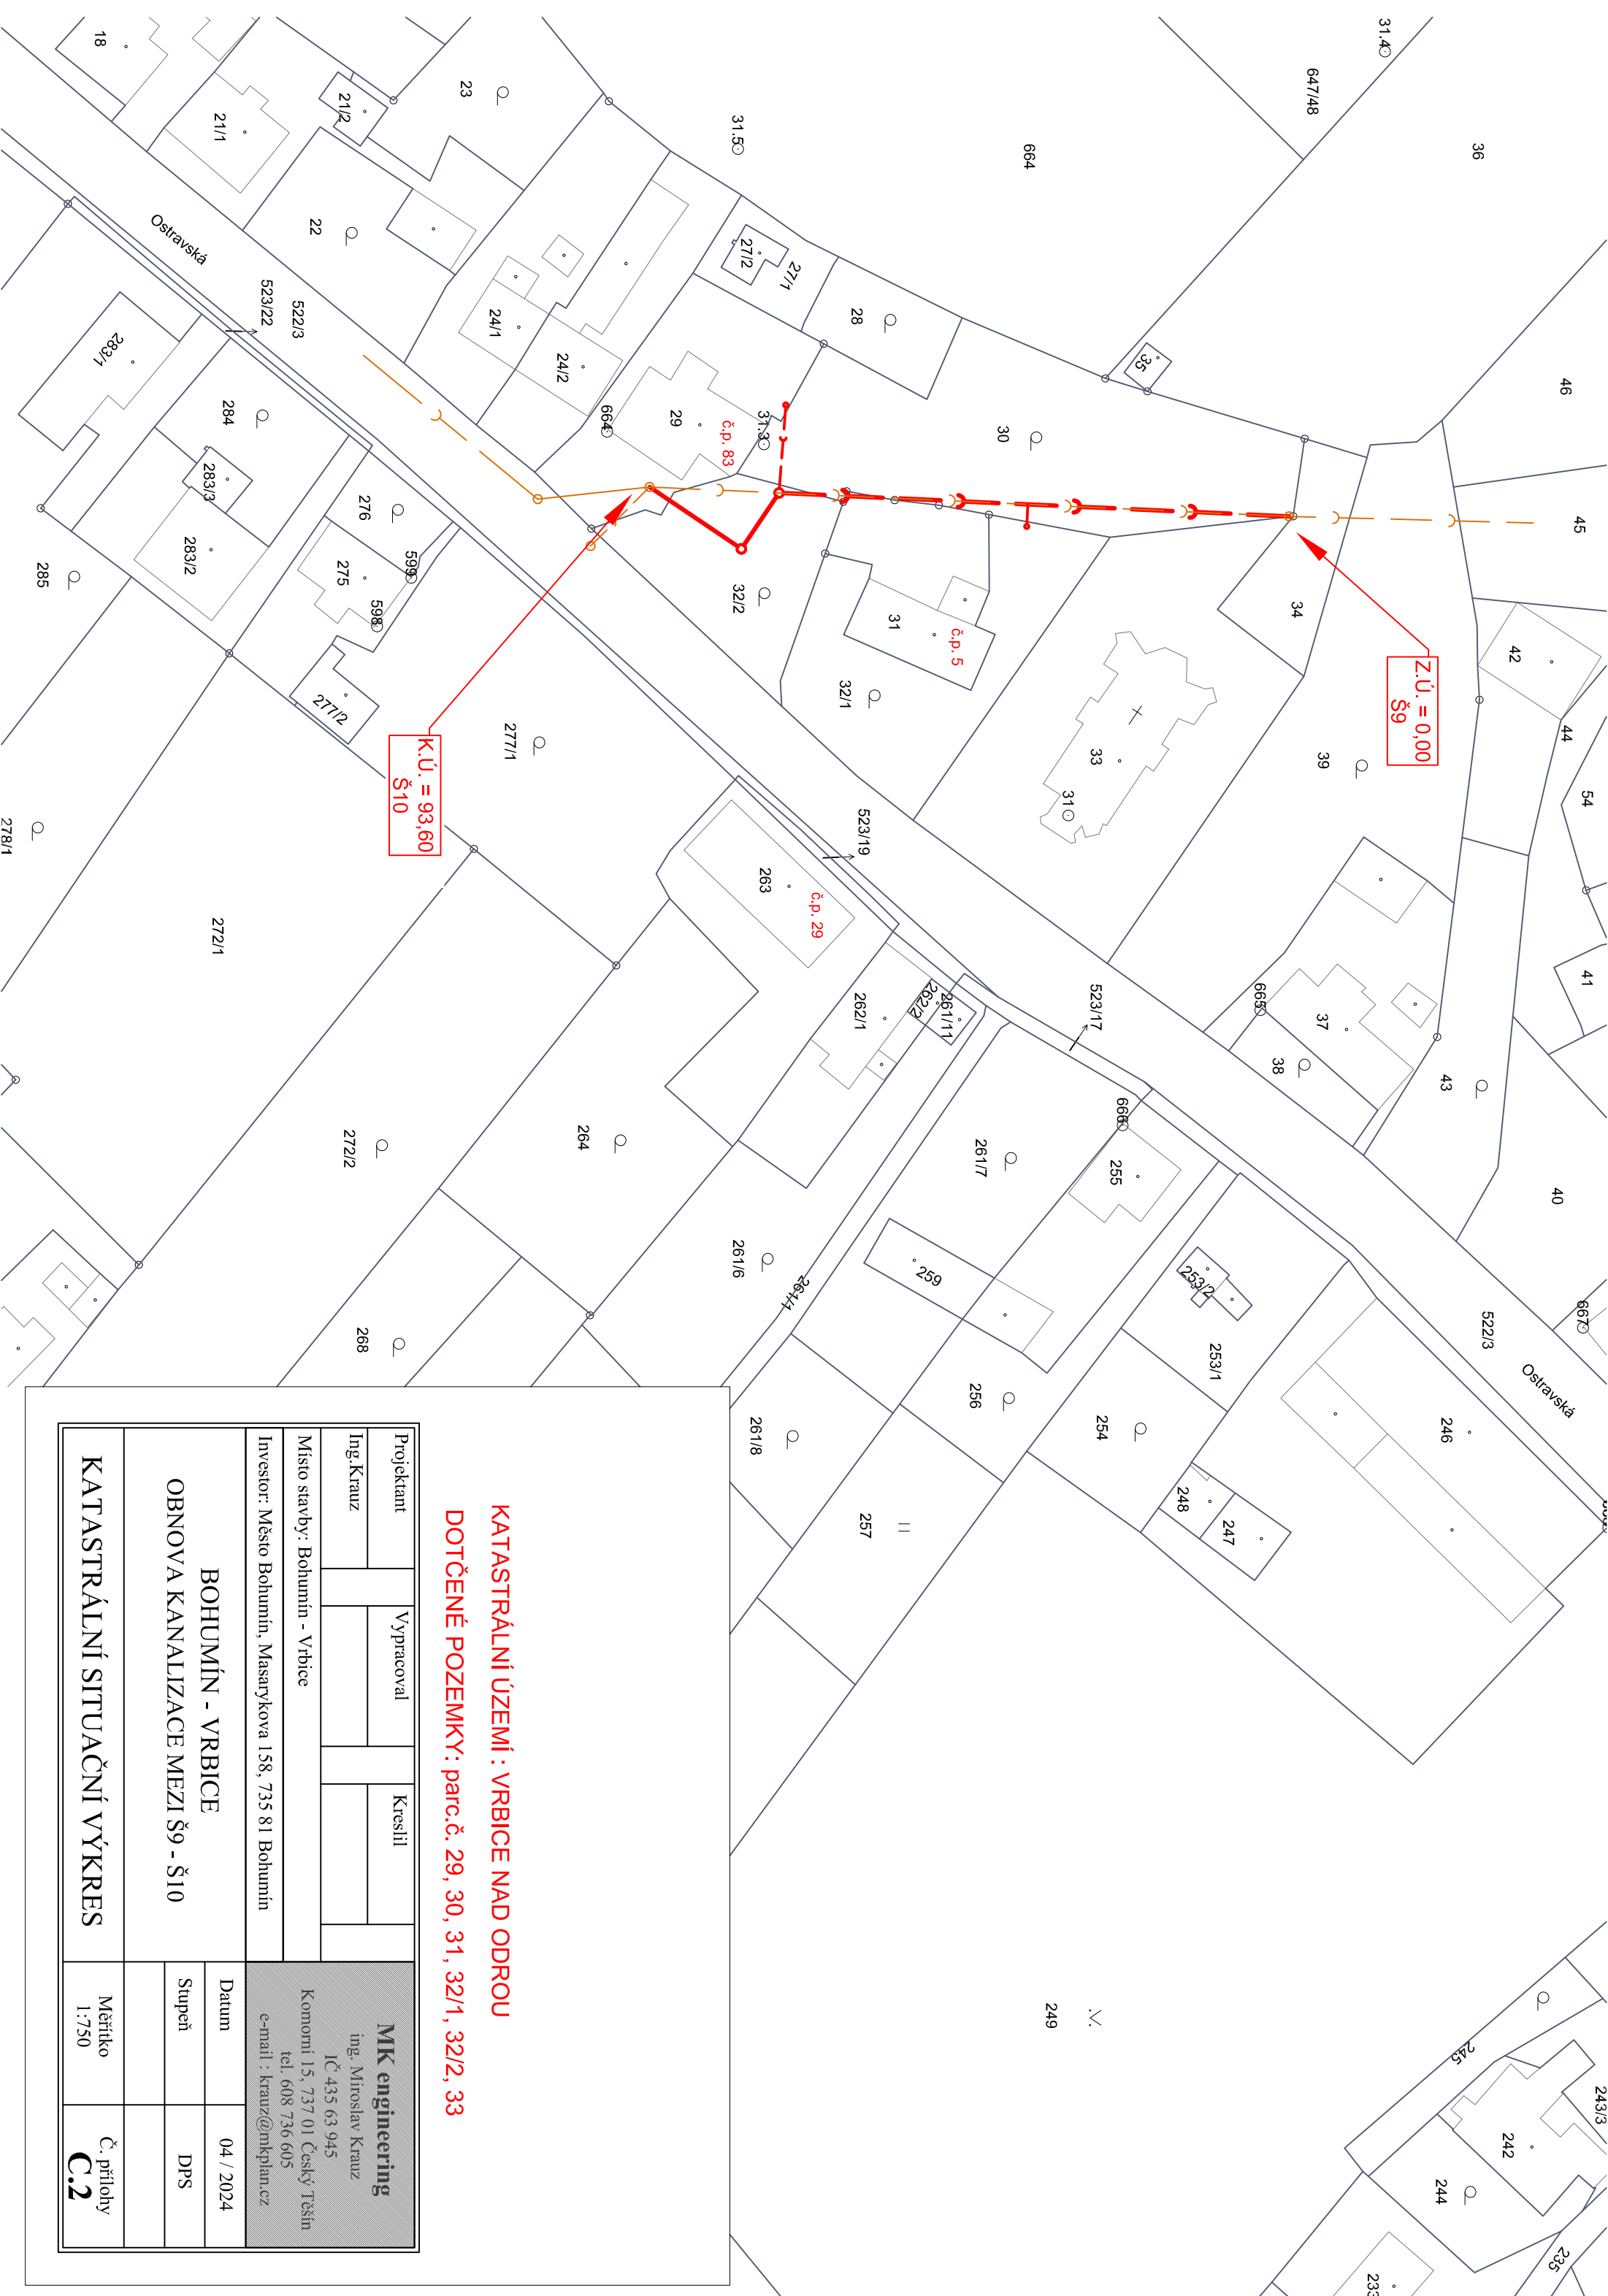 36
31.4
647/48
664
31.5
46
45
23
18
21/2
21/1
22
Ostravská
27/2
27/1
28
35
30
24/1
24/2
29
č.p. 83
31.3
664
522/3
523/22
283/1
284
283/3
283/2
276
275
599
598
285
277/2
277/1
278/1
32/2
31
č.p. 5
32/1
34
33
31
39
42
44
54
41
Z.Ú. = 0,00
Š9
K.Ú. = 93,60
Š10
523/19
263
č.p. 29
262/1
262/2
261/11
523/17
665
37
38
43
40
272/1
272/2
264
268
261/7
261/6
261/1
261/8
666
255
259
256
257
253/2
253/1
254
248
247
246
522/3
Ostravská
667
249
245
243/3
242
244
235
233
KATASTRÁLNÍ ÚZEMÍ : VRBICE NAD ODROU
DOTČENÉ POZEMKY: parc.č. 29, 30, 31, 32/1, 32/2, 33
Projektant
Vypracoval
Kreslil
Ing.Krauz
Místo stavby: Bohumín - Vrbice
Investor: Město Bohumín, Masarykova 158, 735 81 Bohumín
MK engineering
ing. Miroslav Krauz
IČ 435 63 945
Komorní 15, 737 01 Český Těšín
tel. 608 736 605
e-mail : krauz@mkplan.cz
BOHUMÍN - VRBICE
OBNOVA KANALIZACE MEZI Š9 - Š10
Datum
04 / 2024
Stupeň
DPS
KATASTRÁLNÍ SITUAČNÍ VÝKRES
Měřítko
1:750
Č. přílohy
C.2